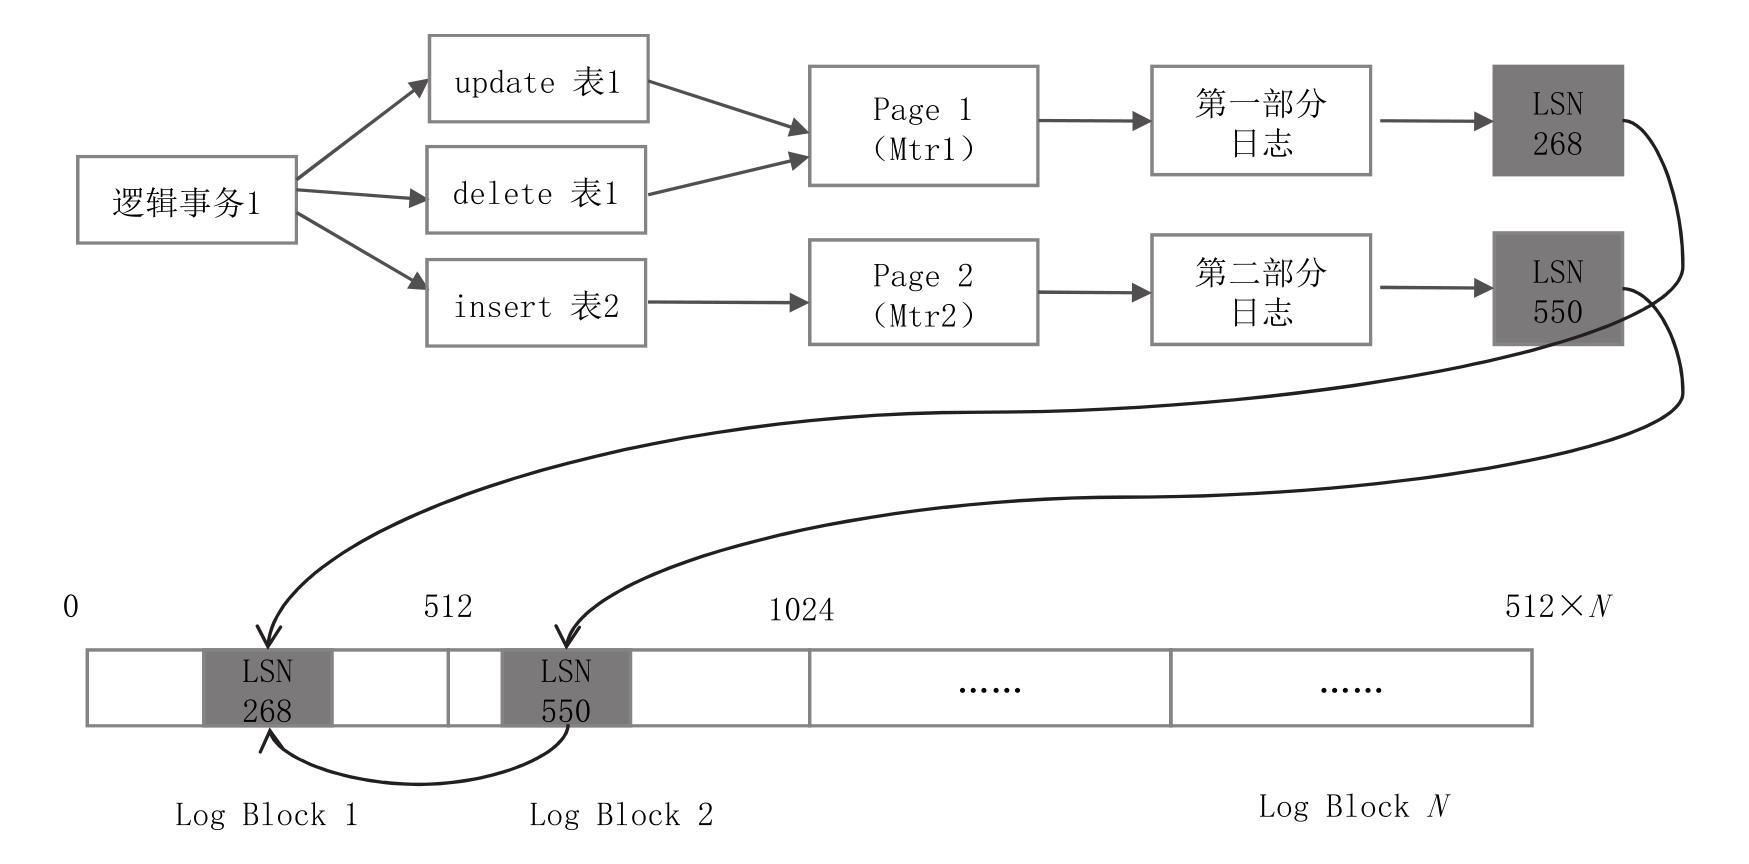 update 表1
Page 1
（Mtr1）
第一部分
日志
LSN
268
逻辑事务1
delete 表1
insert 表2
Page 2
（Mtr2）
第二部分
日志
LSN
550
0
512
1024
512×N
LSN
268
LSN
550
……
……
Log Block 1
Log Block 2
Log Block N